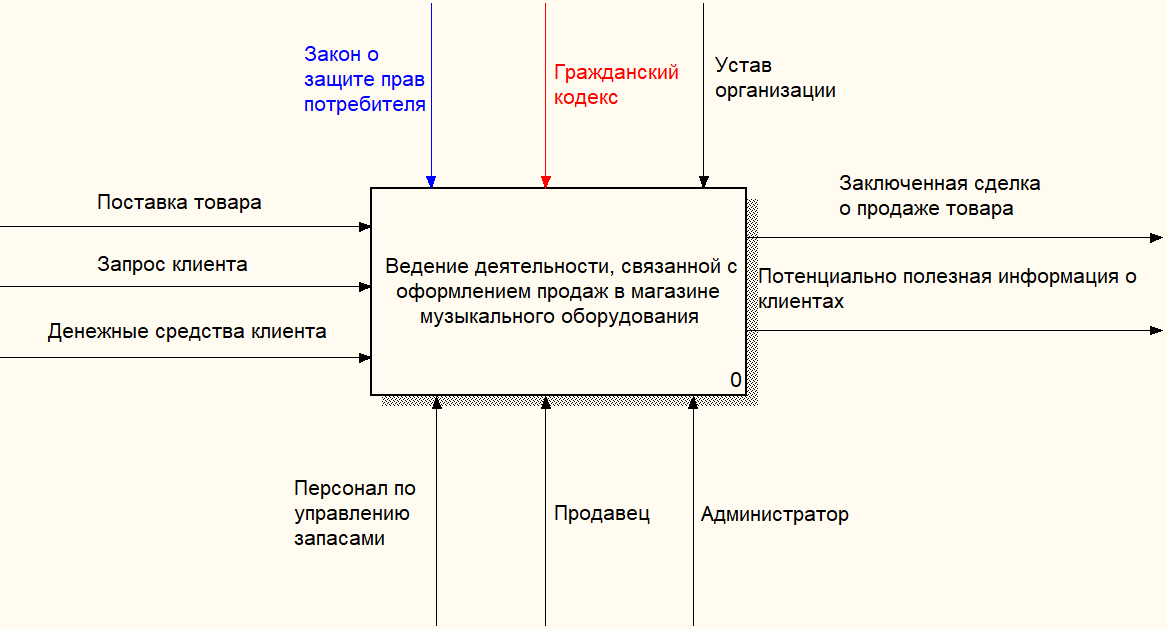 Закон о
защите прав
потребителя
Гражданский
кодекс
Устав
организации
Поставка товара
Запрос клиента
Денежные средства клиента
Ведение деятельности, связанной с
оформлением продаж в магазине
музыкального оборудования
0
Заключенная сделка
о продаже товара
Потенциально полезная информация о
клиентах
Персонал по
управлению
запасами
Продавец
Администратор